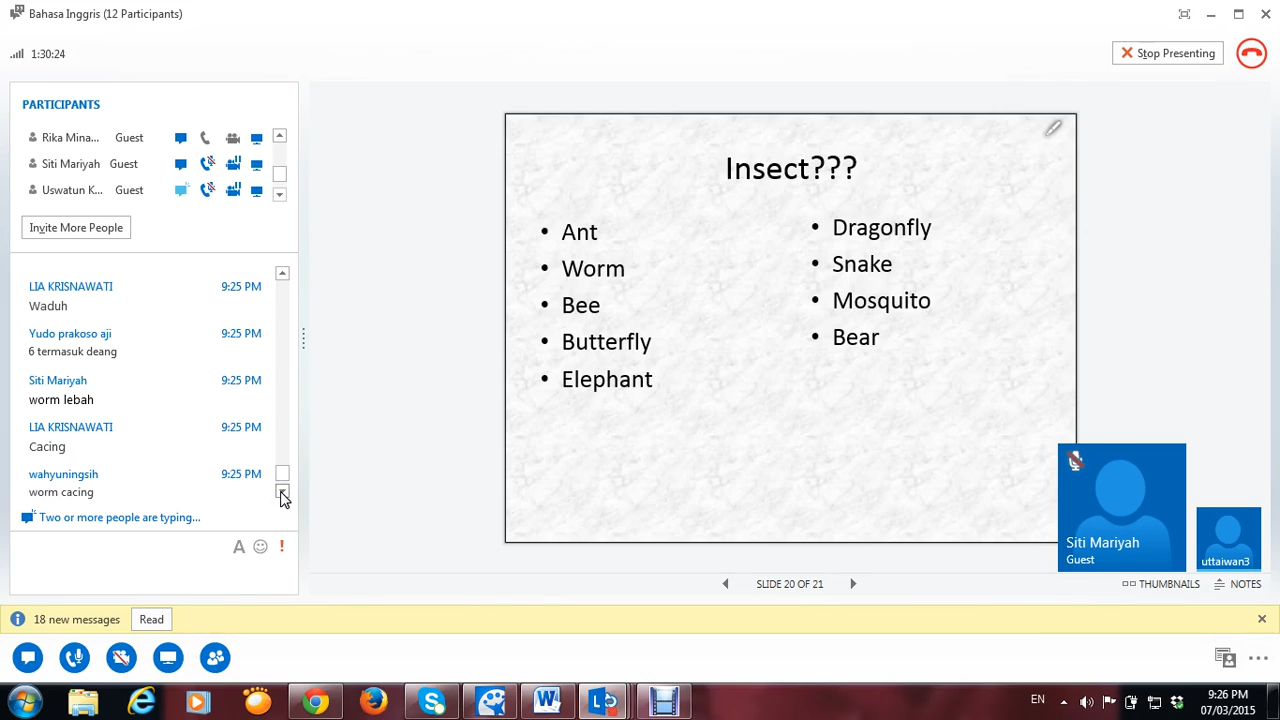 Bahasa Inggris (12 Participants)
1:30:24
Stop Presenting
PARTICIPANTS
Rika Mina... Guest
Siti Mariyah Guest
Uswatun K... Guest
Invite More People
LIA KRISNAWATI 9:25 PM
Waduh
Yudo prakoso aji 9:25 PM
6 termasuk deang
Siti Mariyah 9:25 PM
worm lebah
LIA KRISNAWATI 9:25 PM
Cacing
wahyuningsih 9:25 PM
worm cacing
Two or more people are typing...
A
Insect???
• Ant
• Worm
• Bee
• Butterfly
• Elephant
• Dragonfly
• Snake
• Mosquito
• Bear
Siti Mariyah
Guest
uttaiwan3
SLIDE 20 OF 21
THUMBNAILS
NOTES
18 new messages
Read
EN
9:26 PM
07/03/2015